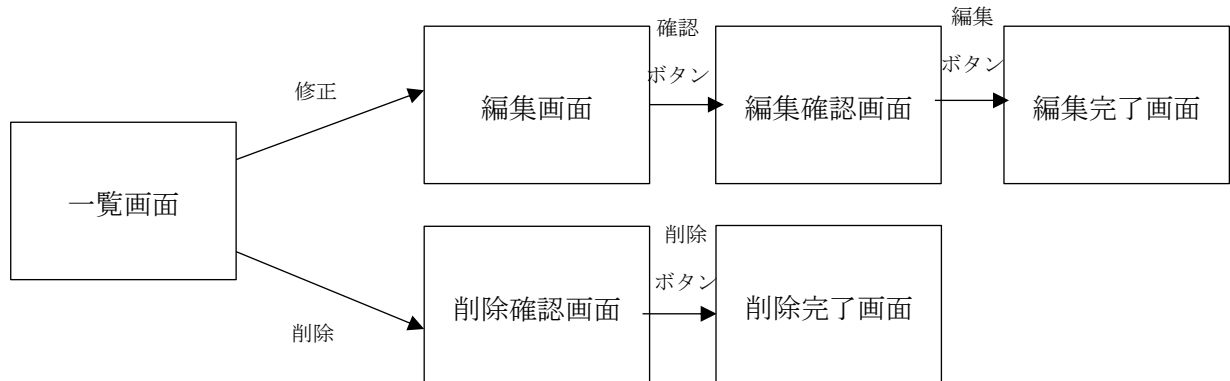 一覧画面
修正
編集画面
確認
ボタン
編集確認画面
編集
ボタン
編集完了画面
削除
削除確認画面
削除
ボタン
削除完了画面